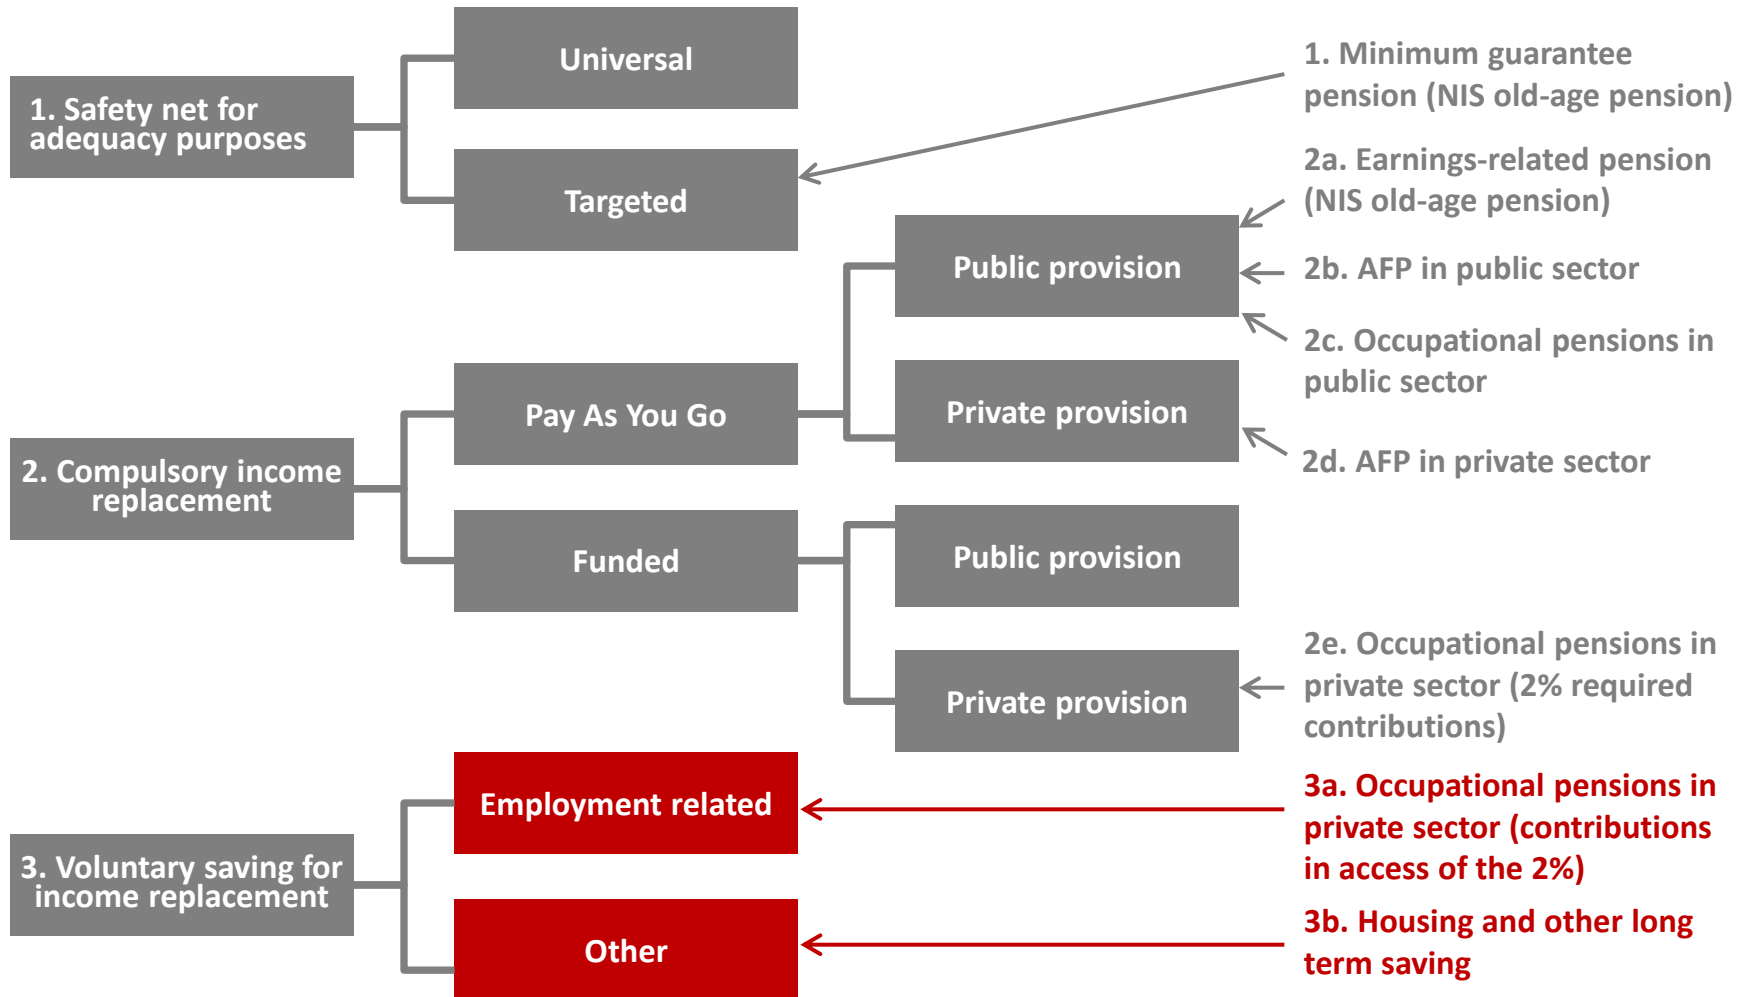 1. Safety net for
adequacy purposes
Universal
Targeted
1. Minimum guarantee
pension (NIS old-age pension)
2. Compulsory income
replacement
Pay As You Go
Public provision
2a. Earnings-related pension
(NIS old-age pension)
2b. AFP in public sector
2c. Occupational pensions in
public sector
Private provision
2d. AFP in private sector
Funded
Public provision
Private provision
2e. Occupational pensions in
private sector (2% required
contributions)
3. Voluntary saving for
income replacement
Employment related
3a. Occupational pensions in
private sector (contributions
in access of the 2%)
Other
3b. Housing and other long
term saving